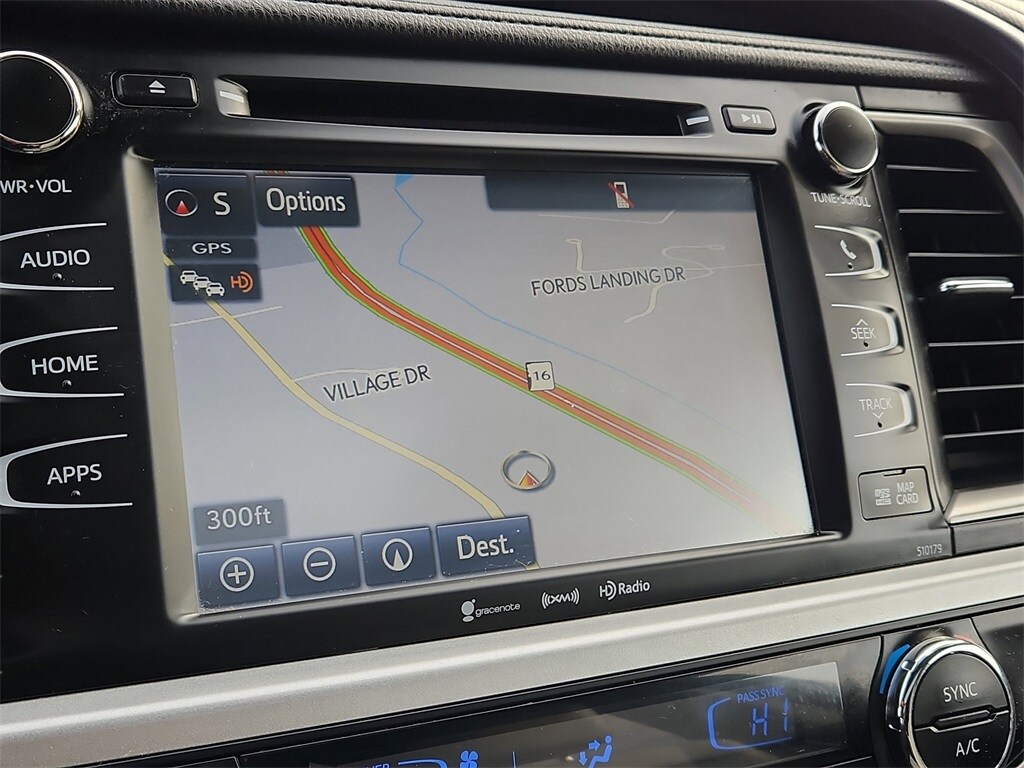 PWR•VOL
AUDIO
HOME
APPS
S
Options
GPS
HD
FORDS LANDING DR
VILLAGE DR
16
300ft
Dest.
TUNE•SCROLL
SEEK
TRACK
MAP
CARD
510179
gracenote
((XM))
HD Radio
PASS SYNC
HI
SYNC
A/C